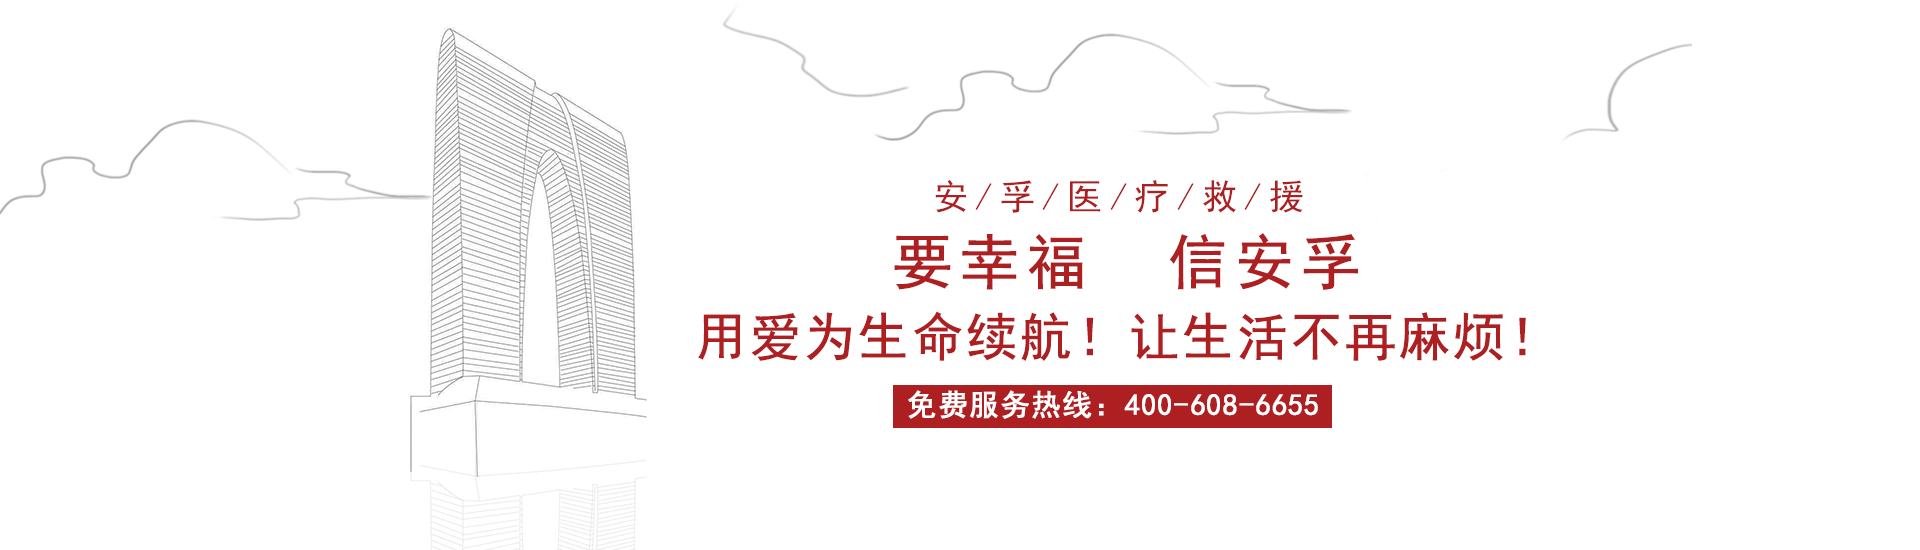 安/孚/医/疗/救/援
要幸福 信安孚
用爱为生命续航！让生活不再麻烦！
免费服务热线：400-608-6655